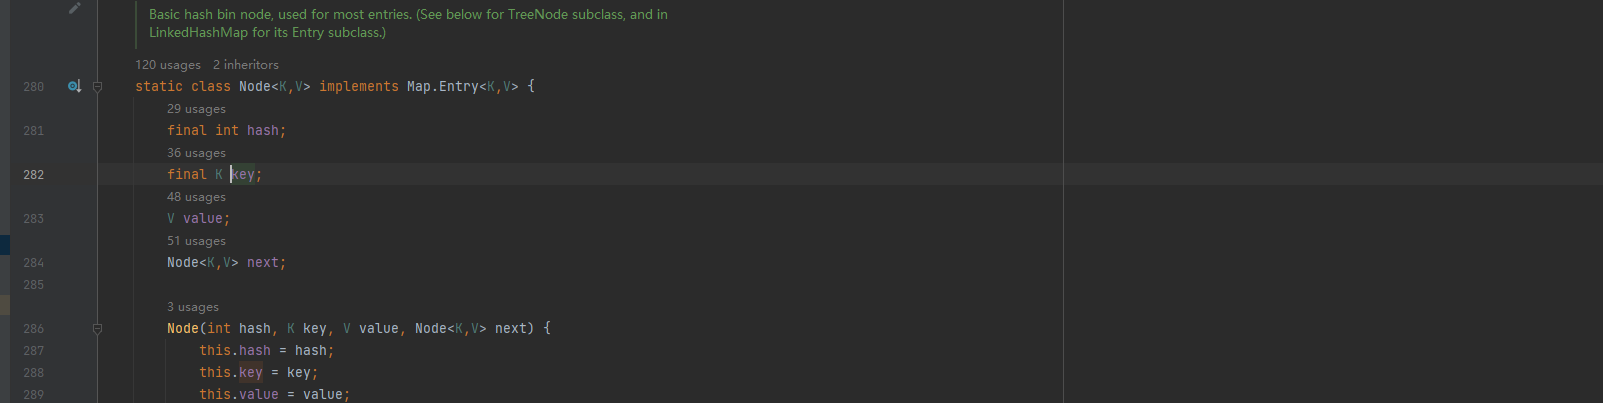 Basic hash bin node, used for most entries. (See below for TreeNode subclass, and in
LinkedHashMap for its Entry subclass.)
120 usages 2 inheritors
280 static class Node<K,V> implements Map.Entry<K,V> {
29 usages
281 final int hash;
36 usages
282 final K key;
48 usages
283 V value;
51 usages
284 Node<K,V> next;
285
3 usages
286 Node(int hash, K key, V value, Node<K,V> next) {
287 this.hash = hash;
288 this.key = key;
289 this.value = value;